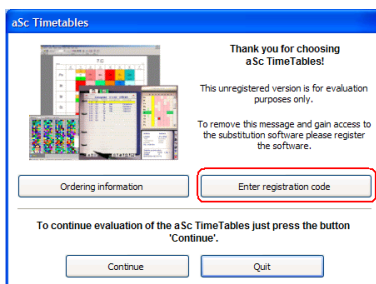 aSc Timetables
Thank you for choosing
aSc TimeTables!
This unregistered version is for evaluation
purposes only.
To remove this message and gain access to
the substitution software please register
the software.
Ordering information
Enter registration code
To continue evaluation of the aSc TimeTables just press the button
'Continue'.
Continue
Quit